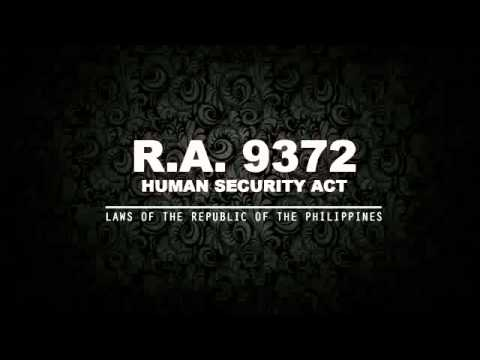 R.A. 9372
HUMAN SECURITY ACT
LAWS OF THE REPUBLIC OF THE PHILIPPINES